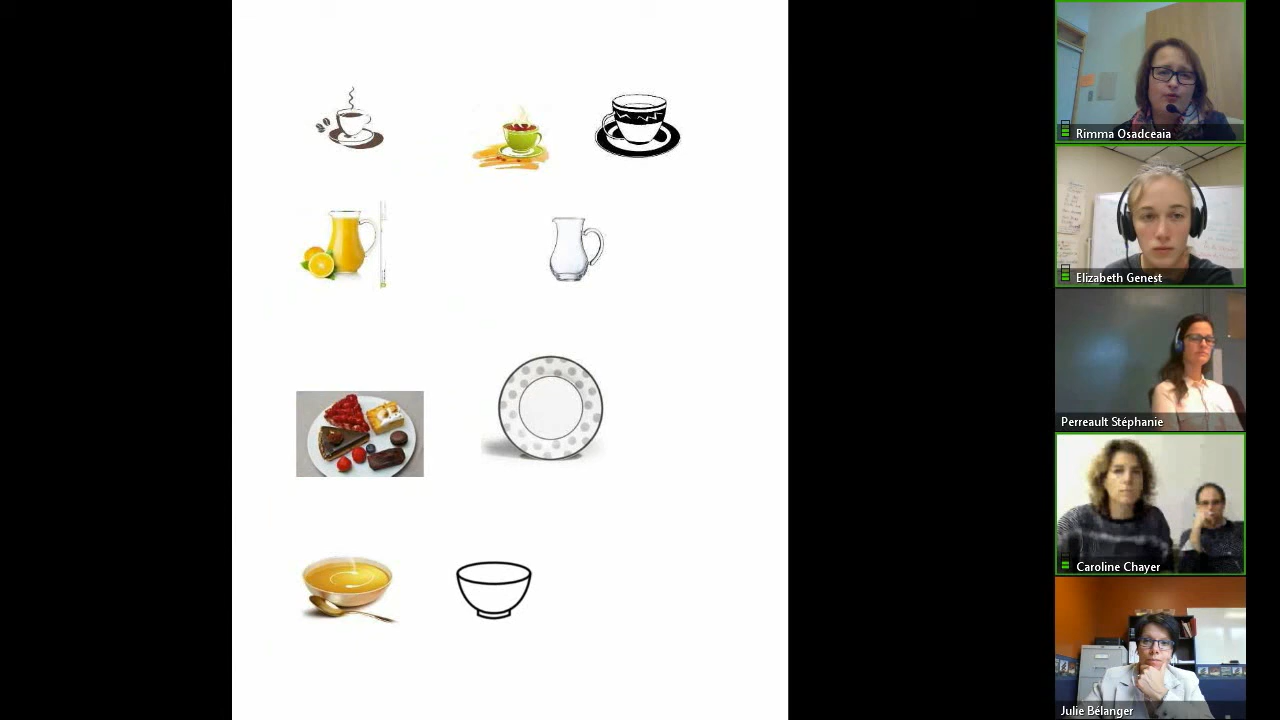 Rimma Osadceaia
Elizabeth Genest
Perreault Stéphanie
Caroline Chayer
Julie Bélanger